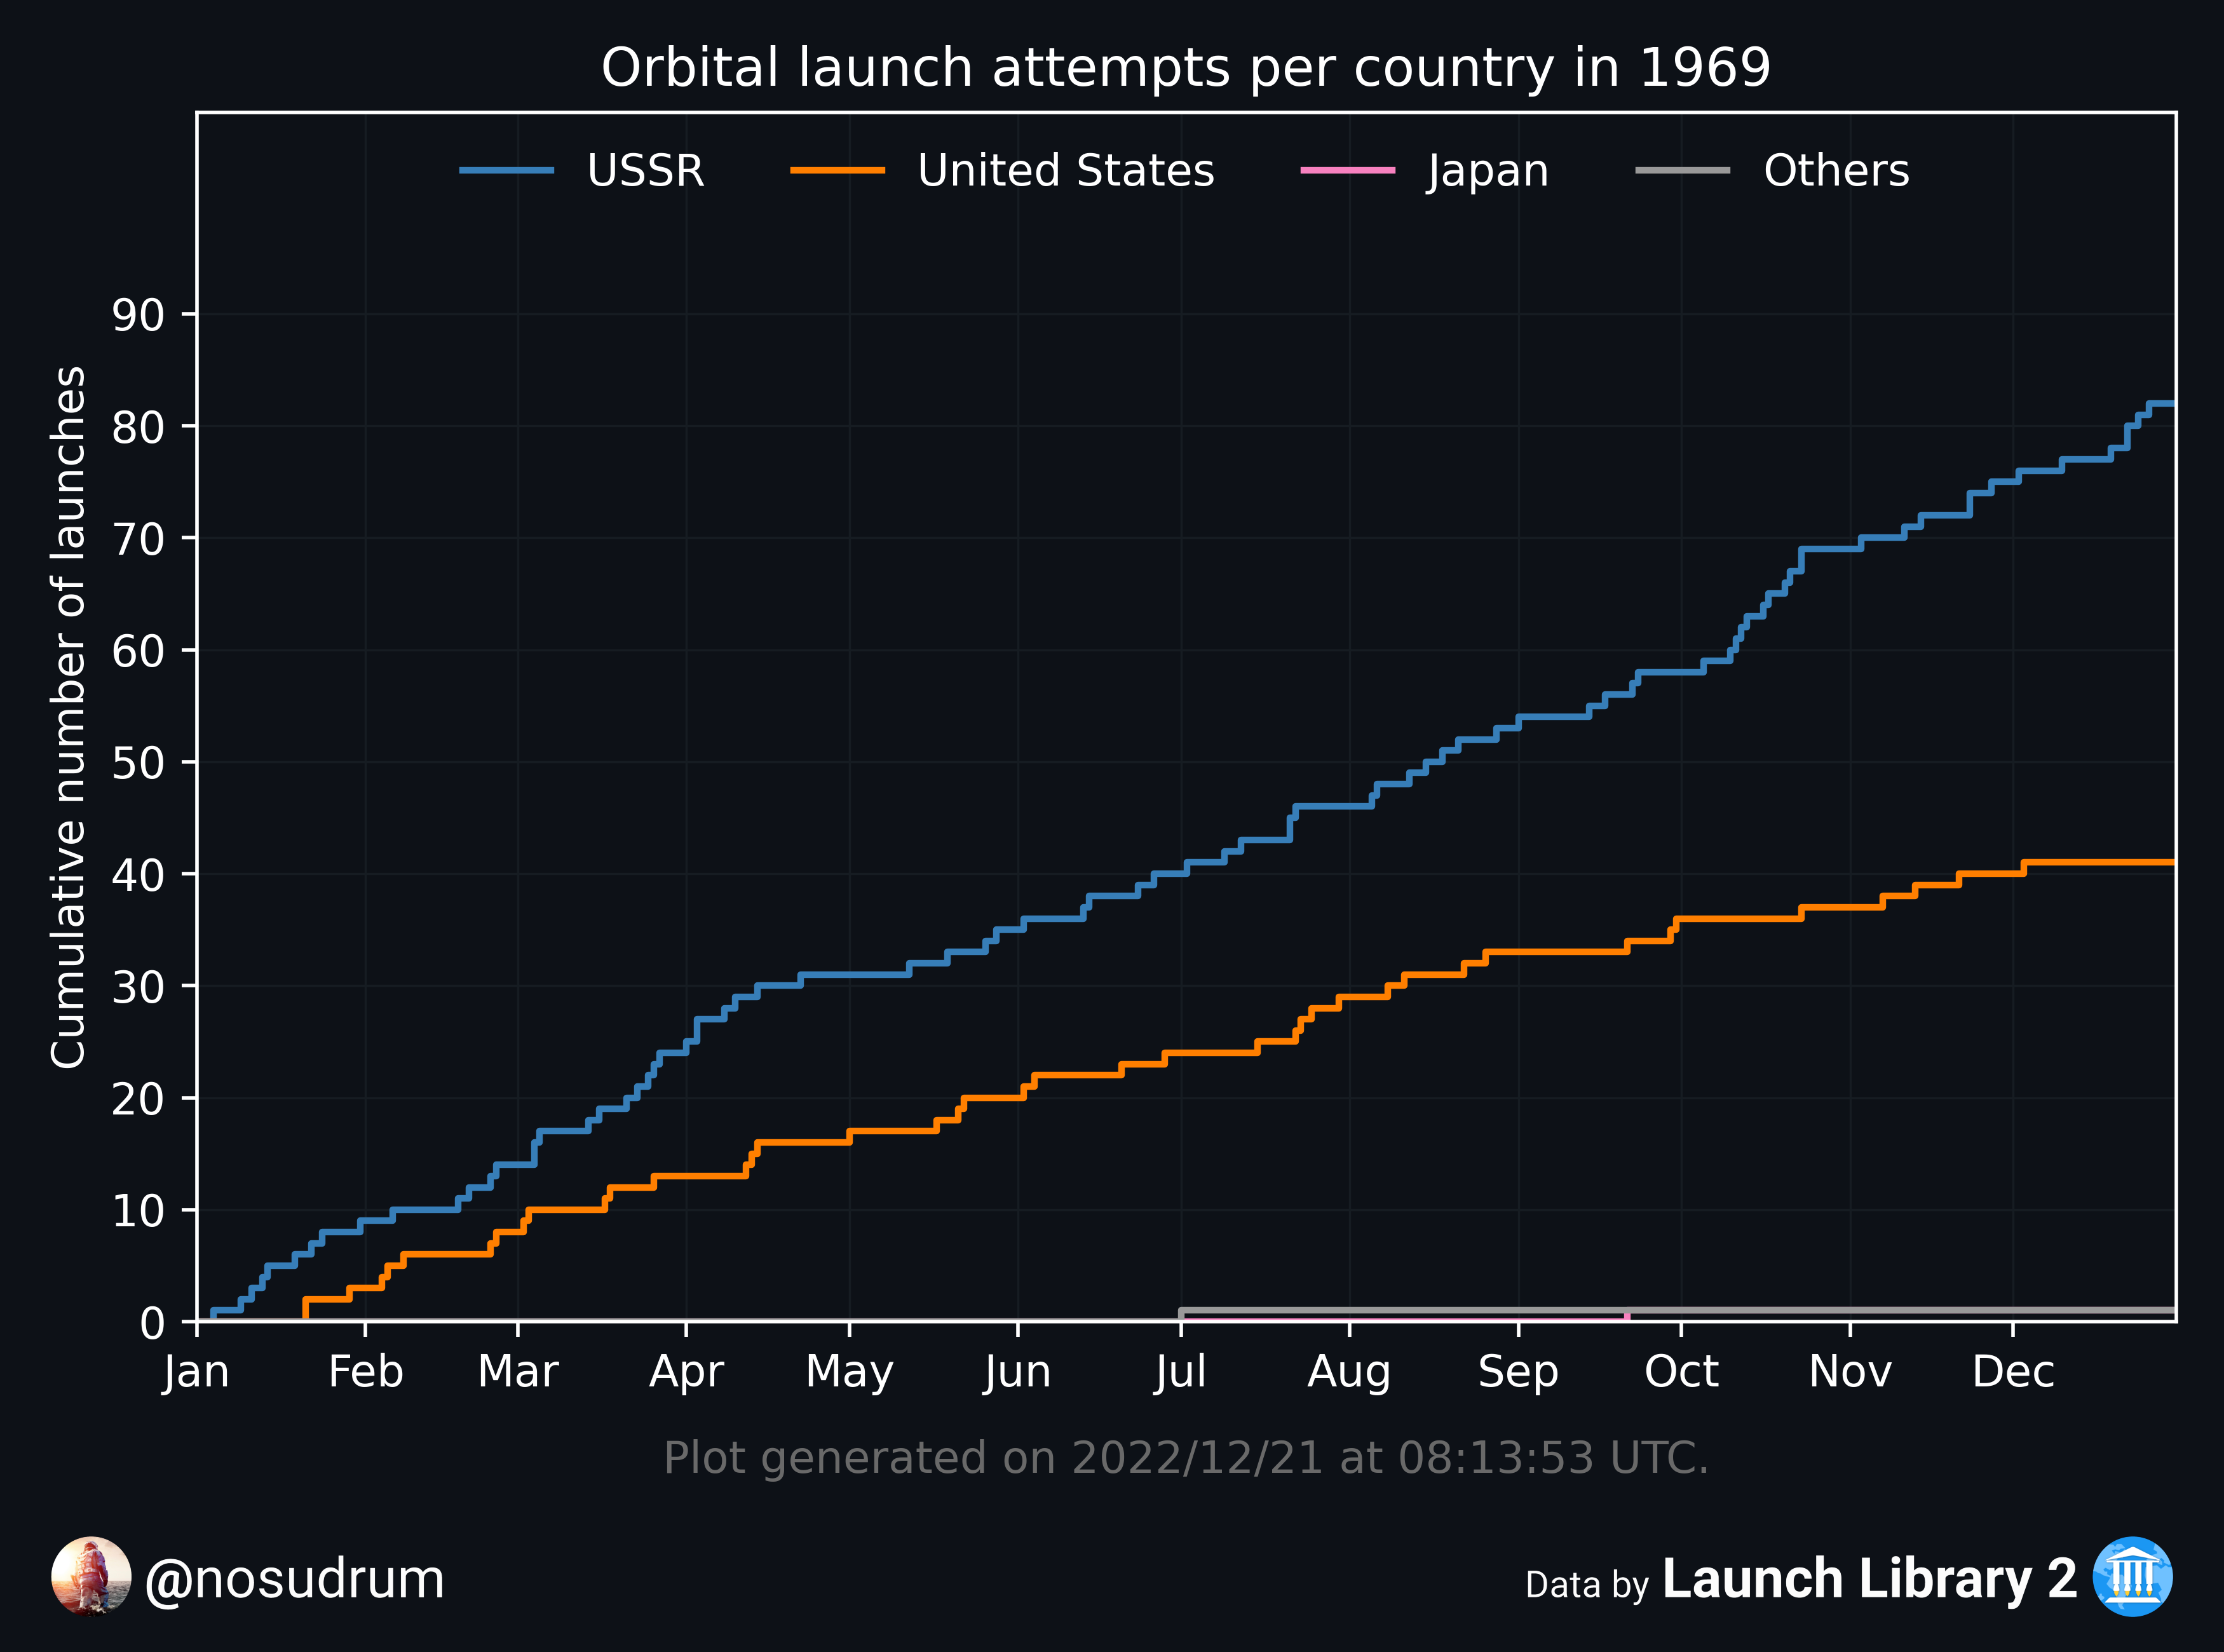 Orbital launch attempts per country in 1969
USSR United States Japan Others
Cumulative number of launches
90
80
70
60
50
40
30
20
10
0
Jan Feb Mar Apr May Jun Jul Aug Sep Oct Nov Dec
Plot generated on 2022/12/21 at 08:13:53 UTC.
@nosudrum
Data by Launch Library 2